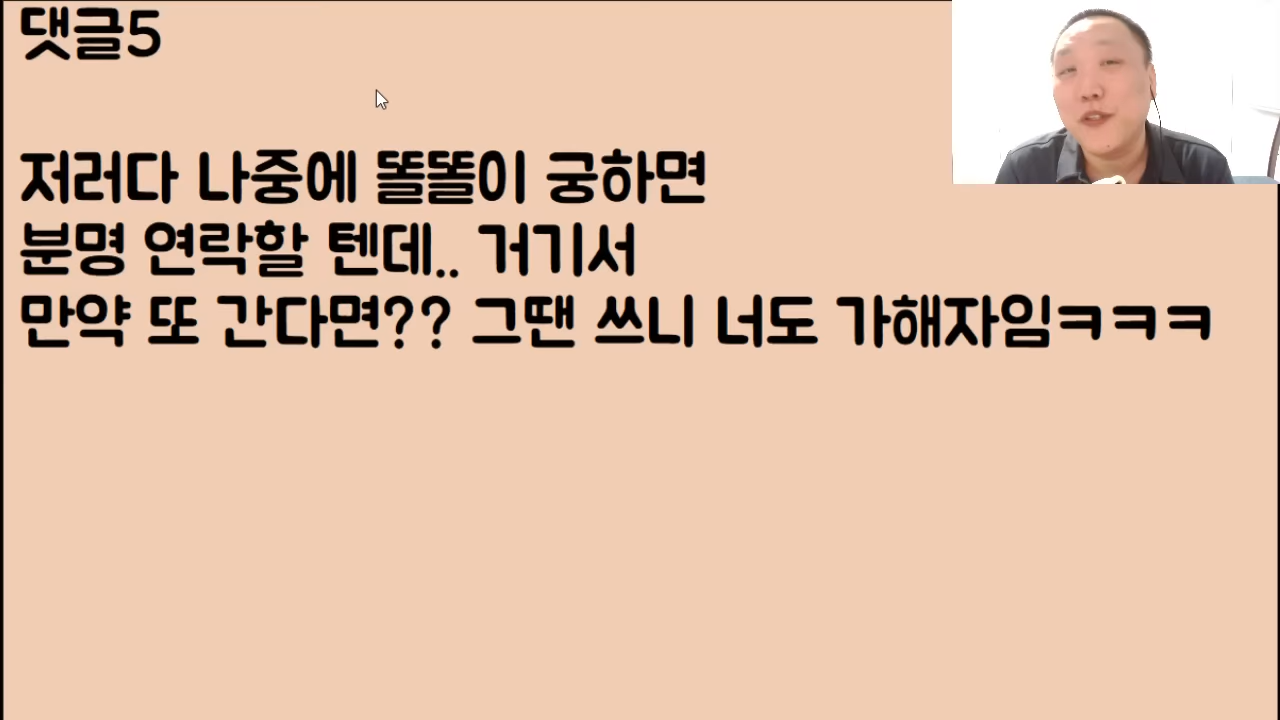 댓글5
저러다 나중에 똘똘이 궁하면
분명 연락할 텐데.. 거기서
만약 또 간다면?? 그땐 쓰니 너도 가해자임ㅋㅋㅋ